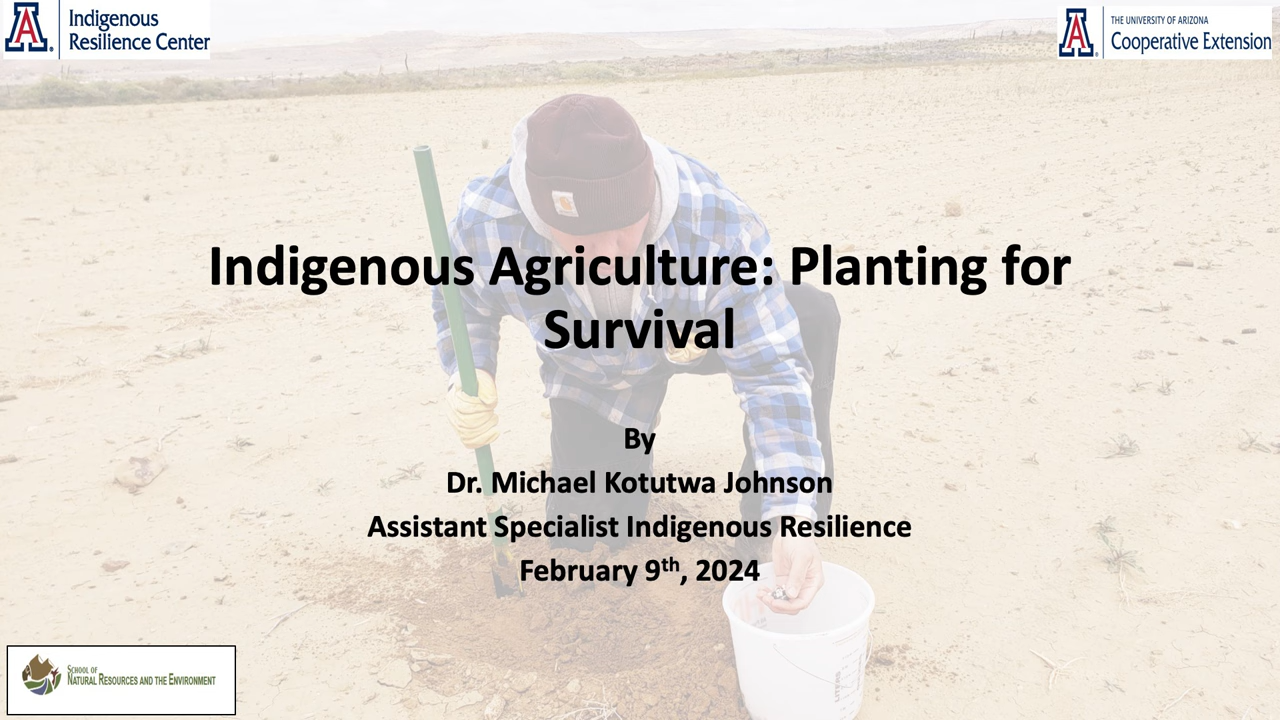 Indigenous
Resilience Center
THE UNIVERSITY OF ARIZONA
Cooperative Extension
Indigenous Agriculture: Planting for
Survival
By
Dr. Michael Kotutwa Johnson
Assistant Specialist Indigenous Resilience
February 9th, 2024
SCHOOL OF
NATURAL RESOURCES AND THE ENVIRONMENT
LITERS